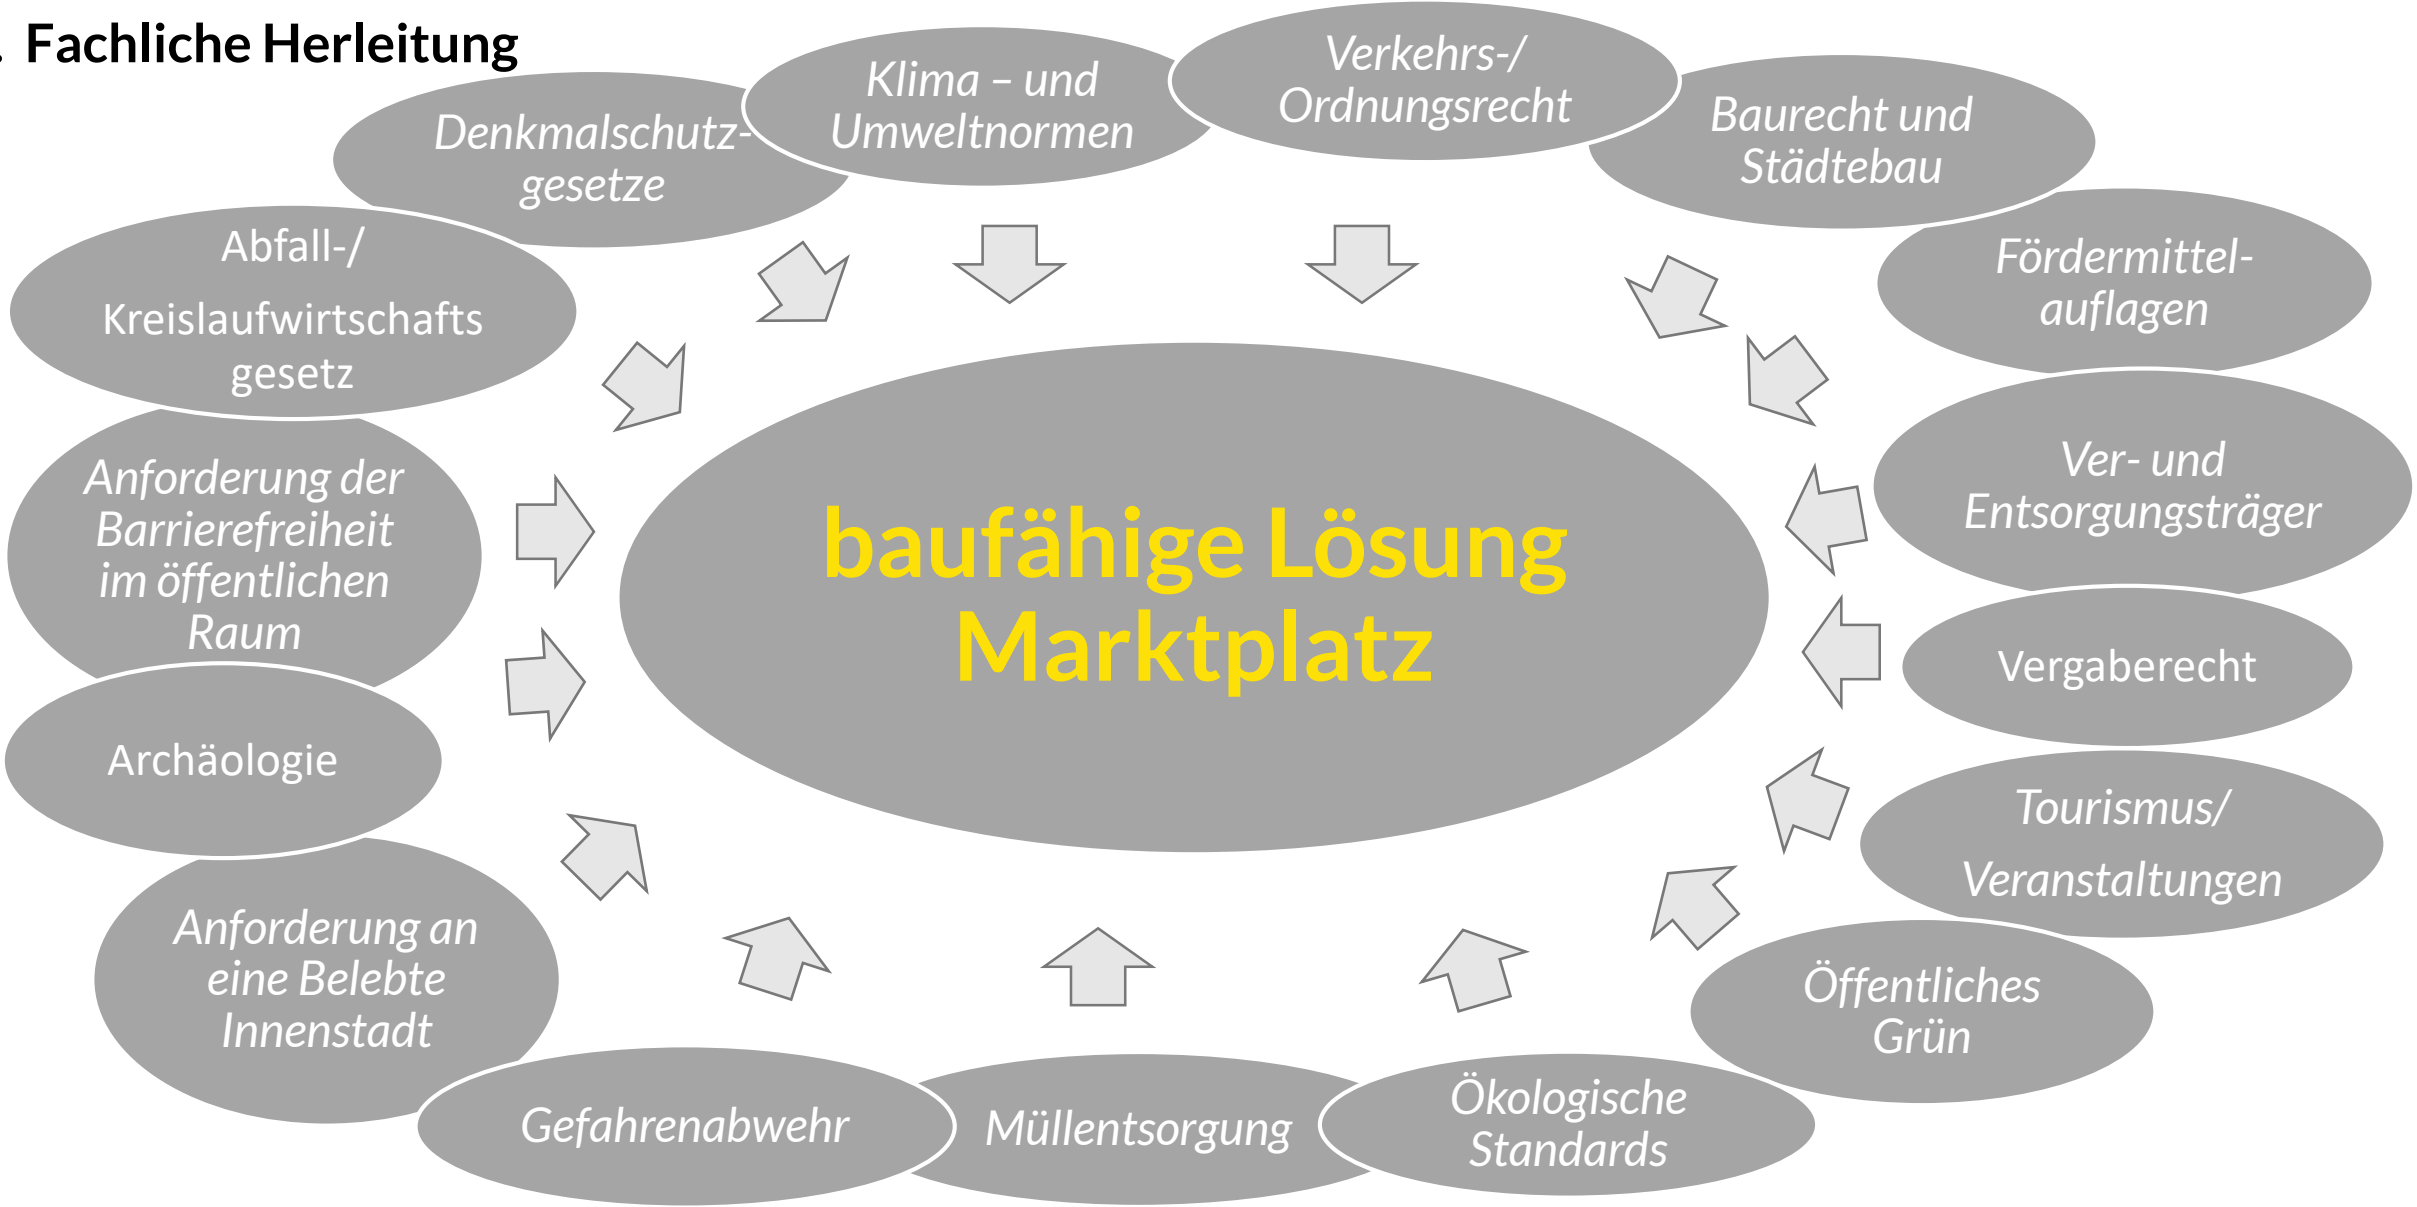 . Fachliche Herleitung
Denkmalschutz-
gesetze
Klima – und
Umweltnormen
Verkehrs-/
Ordnungsrecht
Baurecht und
Städtebau
Fördermittel-
auflagen
Ver- und
Entsorgungsträger
Vergaberecht
Tourismus/
Veranstaltungen
Öffentliches
Grün
Ökologische
Standards
Müllentsorgung
Gefahrenabwehr
Anforderung an
eine Belebte
Innenstadt
Archäologie
Anforderung der
Barrierefreiheit
im öffentlichen
Raum
Abfall-/
Kreislaufwirtschafts
gesetz
baufähige Lösung
Marktplatz